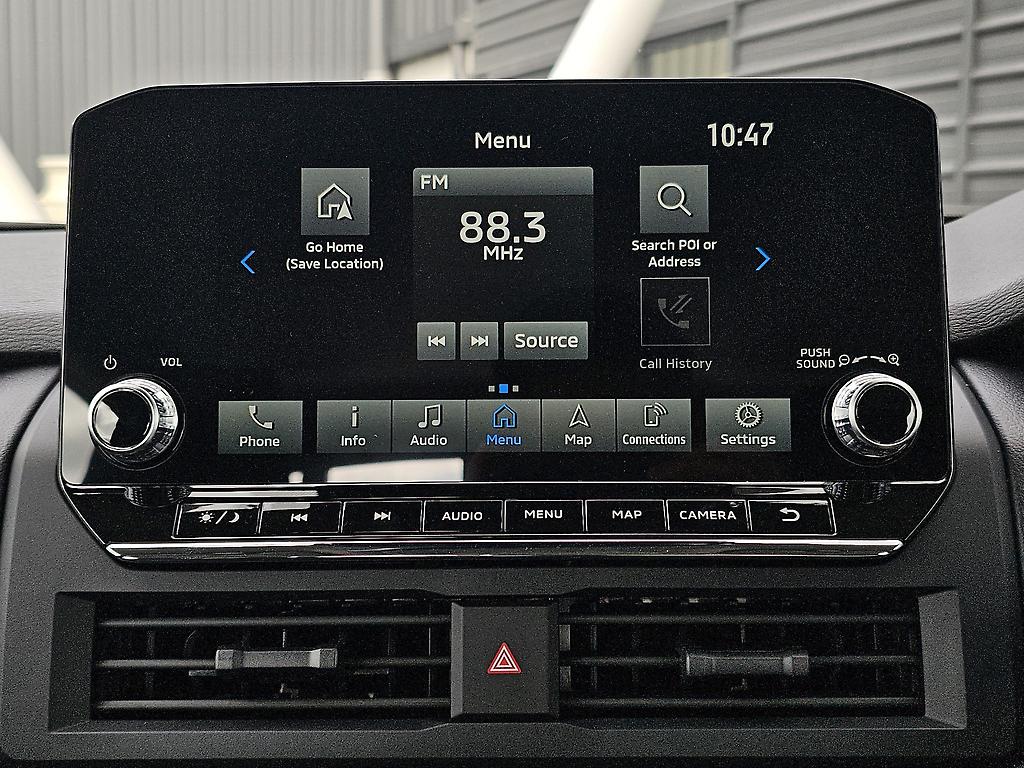 Menu
10:47
FM
88.3
MHz
Go Home
(Save Location)
Search POI or
Address
Source
Call History
VOL
PUSH
SOUND
Phone
Info
Audio
Menu
Map
Connections
Settings
AUDIO
MENU
MAP
CAMERA